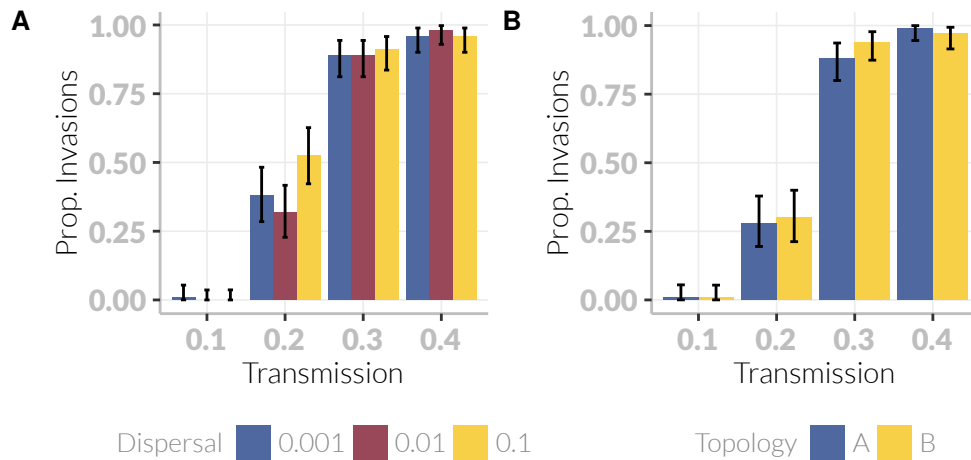 A
B
Prop. Invasions
1.00
0.75
0.50
0.25
0.00
0.1 0.2 0.3 0.4
Transmission
Prop. Invasions
1.00
0.75
0.50
0.25
0.00
0.1 0.2 0.3 0.4
Transmission
Dispersal 0.001 0.01 0.1
Topology A B